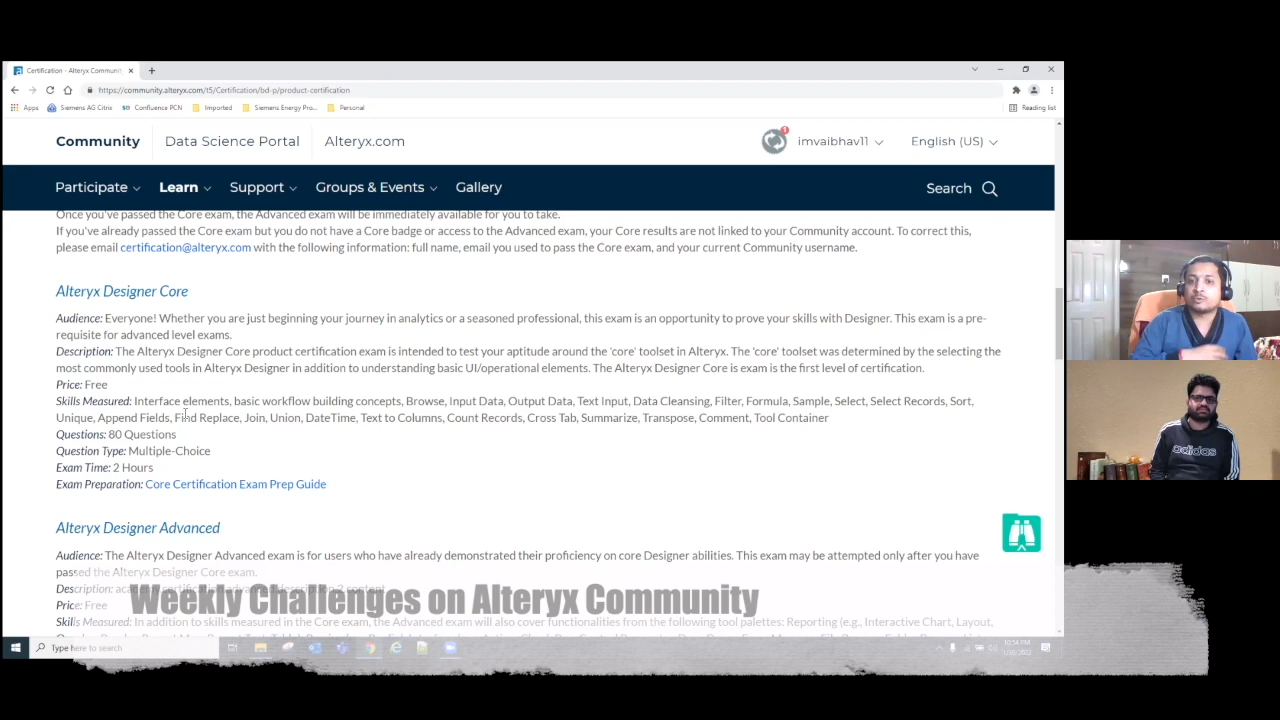 Certification - Alteryx Communit
https://community.alteryx.com/t5/Certification/bd-p/product-certification
Apps Siemens AG Citrix Confluence PCN Imported Siemens Energy Pro... Personal Reading list
Community Data Science Portal Alteryx.com 1 imvaibhav11 English (US)
Participate Learn Support Groups & Events Gallery Search
Once you've passed the Core exam, the Advanced exam will be immediately available for you to take.
If you've already passed the Core exam but you do not have a Core badge or access to the Advanced exam, your Core results are not linked to your Community account. To correct this,
please email certification@alteryx.com with the following information: full name, email you used to pass the Core exam, and your current Community username.
Alteryx Designer Core
Audience: Everyone! Whether you are just beginning your journey in analytics or a seasoned professional, this exam is an opportunity to prove your skills with Designer. This exam is a pre-
requisite for advanced level exams.
Description: The Alteryx Designer Core product certification exam is intended to test your aptitude around the 'core' toolset in Alteryx. The 'core' toolset was determined by the selecting the
most commonly used tools in Alteryx Designer in addition to understanding basic UI/operational elements. The Alteryx Designer Core is exam is the first level of certification.
Price: Free
Skills Measured: Interface elements, basic workflow building concepts, Browse, Input Data, Output Data, Text Input, Data Cleansing, Filter, Formula, Sample, Select, Select Records, Sort,
Unique, Append Fields, Find Replace, Join, Union, DateTime, Text to Columns, Count Records, Cross Tab, Summarize, Transpose, Comment, Tool Container
Questions: 80 Questions
Question Type: Multiple-Choice
Exam Time: 2 Hours
Exam Preparation: Core Certification Exam Prep Guide
Alteryx Designer Advanced
Audience: The Alteryx Designer Advanced exam is for users who have already demonstrated their proficiency on core Designer abilities. This exam may be attempted only after you have
passed the Alteryx Designer Core exam.
Description: academy.certification.advanced.description2.content
Weekly Challenges on Alteryx Community
Price: Free
Skills Measured: In addition to skills measured in the Core exam, the Advanced exam will also cover functionalities from the following tool palettes: Reporting (e.g., Interactive Chart, Layout,
Type here to search
10:54 PM
adidas